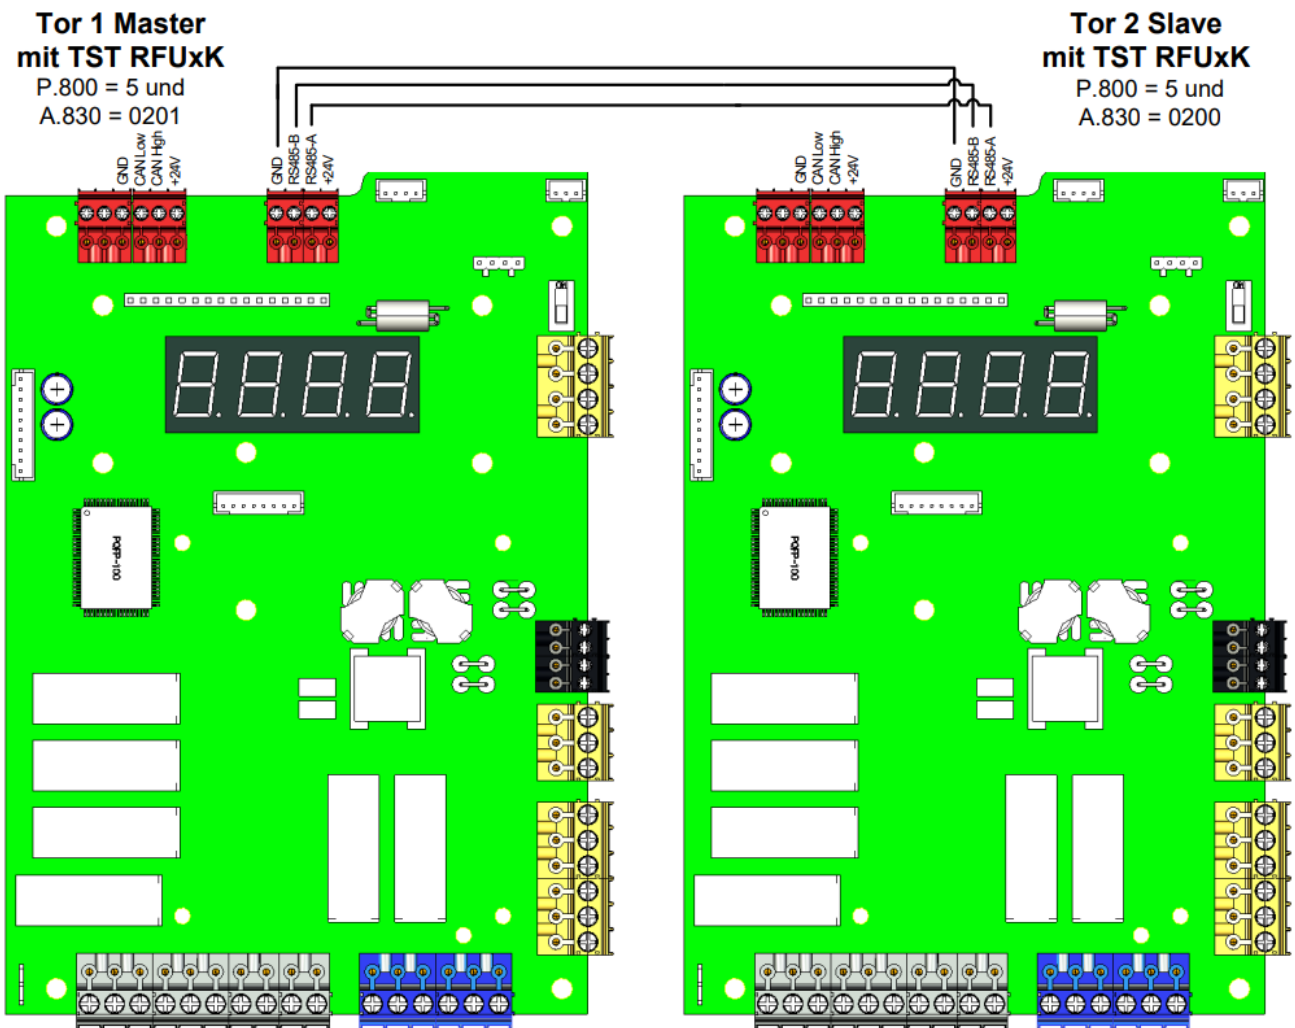 Tor 1 Master
mit TST RFUxK
P.800 = 5 und
A.830 = 0201
Tor 2 Slave
mit TST RFUxK
P.800 = 5 und
A.830 = 0200
GND
CAN Low
CAN High
+24V
GND
RS485-B
RS485-A
+24V
GND
CAN Low
CAN High
+24V
GND
RS485-B
RS485-A
+24V
PQFP-100
PQFP-100